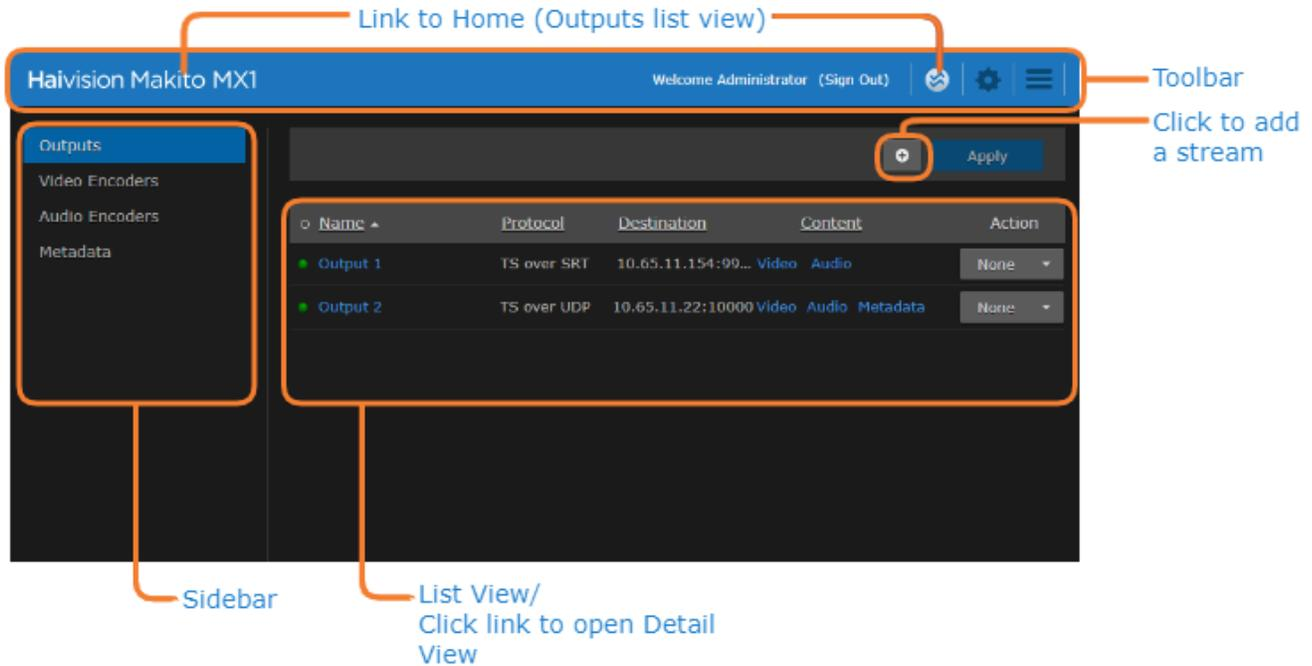 Link to Home (Outputs list view)
Haivision Makito MX1
Welcome Administrator (Sign Out)
Toolbar
Click to add
a stream
Outputs
Video Encoders
Audio Encoders
Metadata
Apply
Name Protocol Destination Content Action
Output 1 TS over SRT 10.65.11.154:99... Video Audio None
Output 2 TS over UDP 10.65.11.22:10000 Video Audio Metadata None
Sidebar
List View/
Click link to open Detail
View